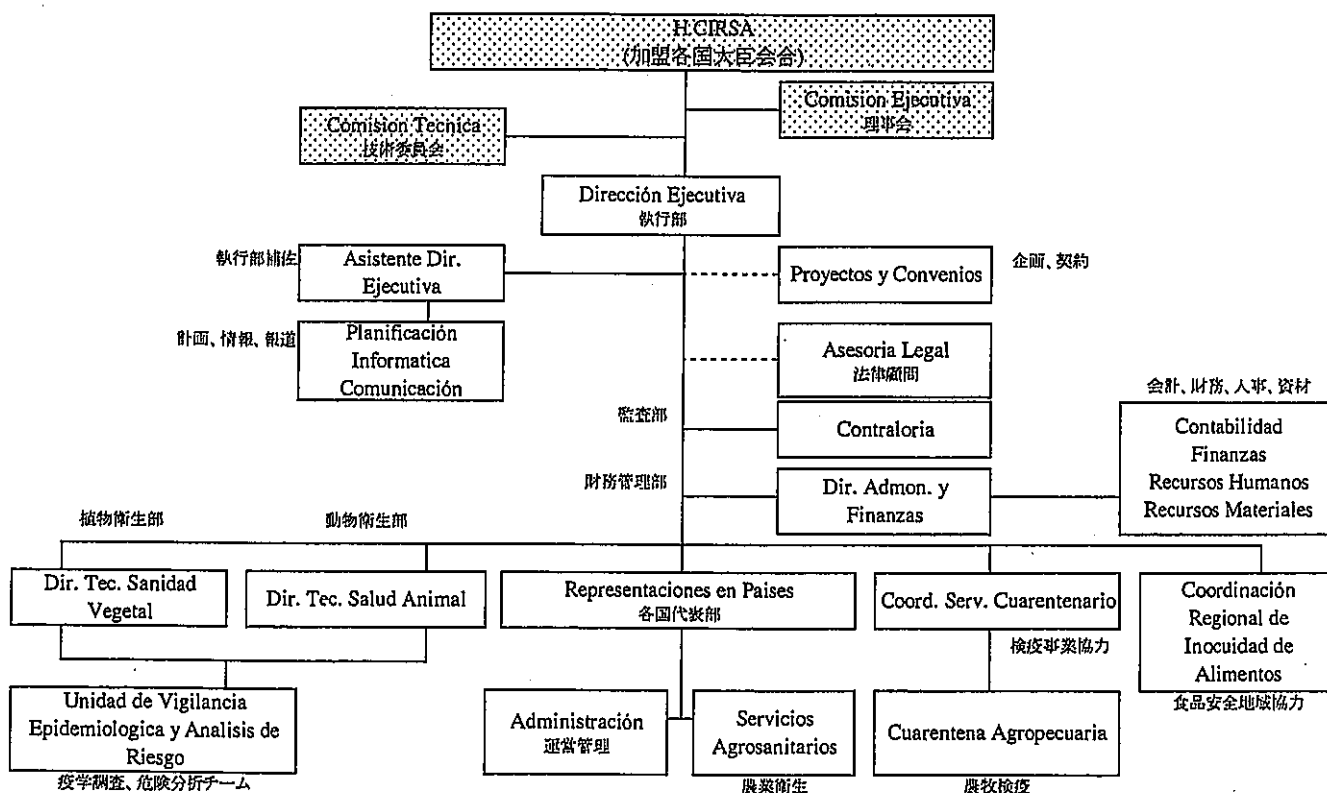 H.CIRSA
(加盟各国大臣会合)
Comision Ejecutiva
理事会
Comision Tecnica
技術委員会
Dirección Ejecutiva
執行部
執行部補佐
Asistente Dir.
Ejecutiva
Proyectos y Convenios
企画、契約
計画、情報、報道
Planificación
Informatica
Comunicación
Asesoria Legal
法律顧問
監査部
Contraloria
会計、財務、人事、資材
Contabilidad
Finanzas
Recursos Humanos
Recursos Materiales
財務管理部
Dir. Admon. y
Finanzas
植物衛生部
動物衛生部
Dir. Tec. Sanidad
Vegetal
Dir. Tec. Salud Animal
Representaciones en Paises
各国代表部
Coord. Serv. Cuarentenario
検疫事業協力
Coordinación
Regional de
Inocuidad de
Alimentos
食品安全地域協力
Unidad de Vigilancia
Epidemiologica y Analisis de
Riesgo
疫学調査、危険分析チーム
Administración
運営管理
Servicios
Agrosanitarios
農業衛生
Cuarentena Agropecuaria
農牧検疫